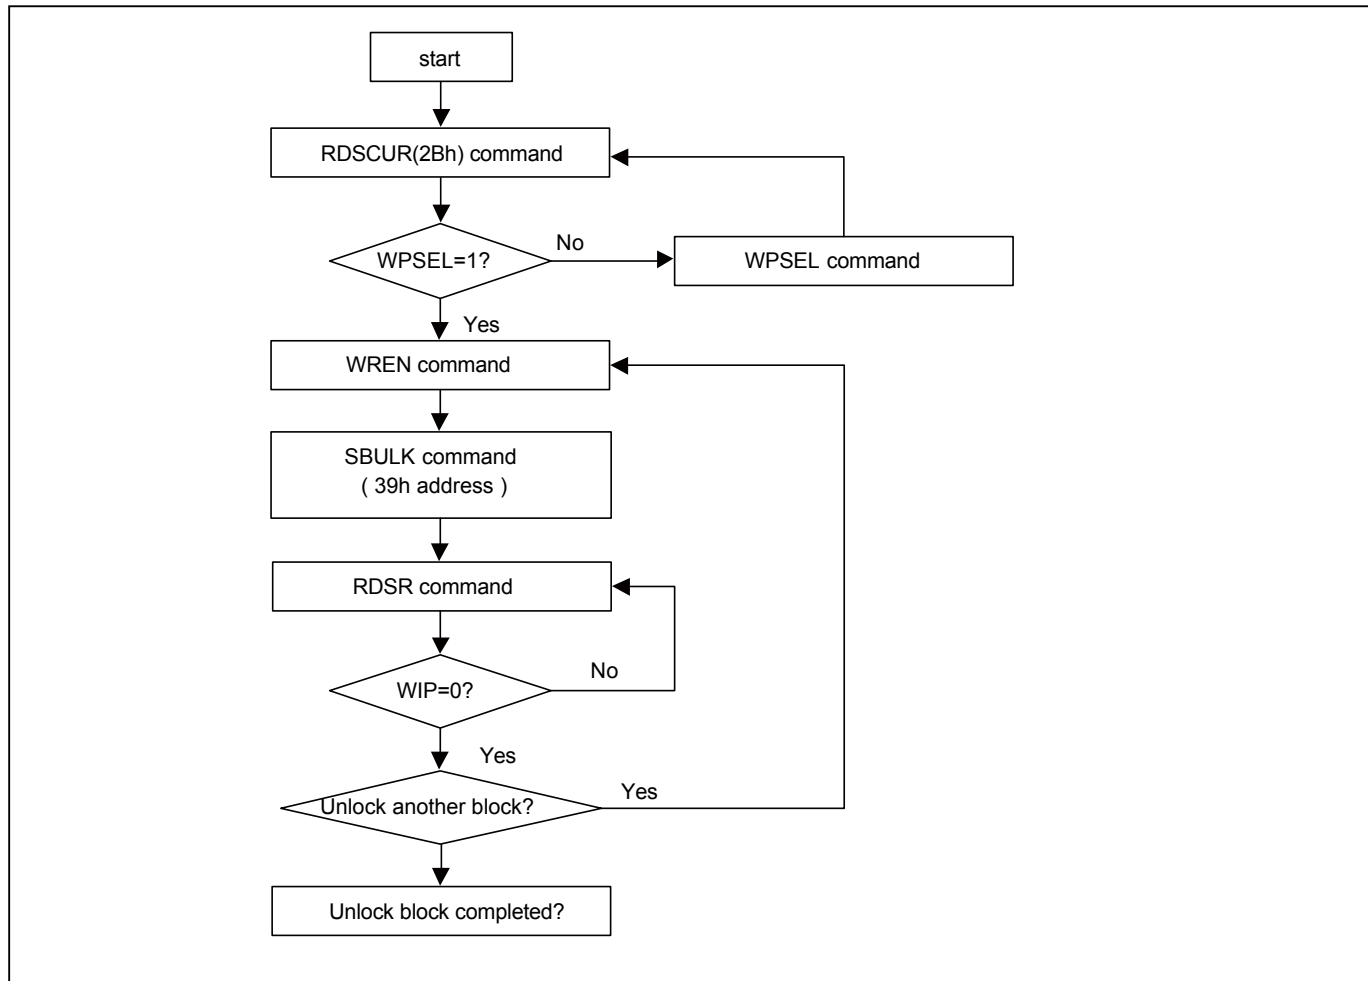 start
RDSCUR(2Bh) command
WPSEL=1?
No
WPSEL command
Yes
WREN command
SBULK command
( 39h address )
RDSR command
WIP=0?
No
Yes
Unlock another block?
Yes
Unlock block completed?